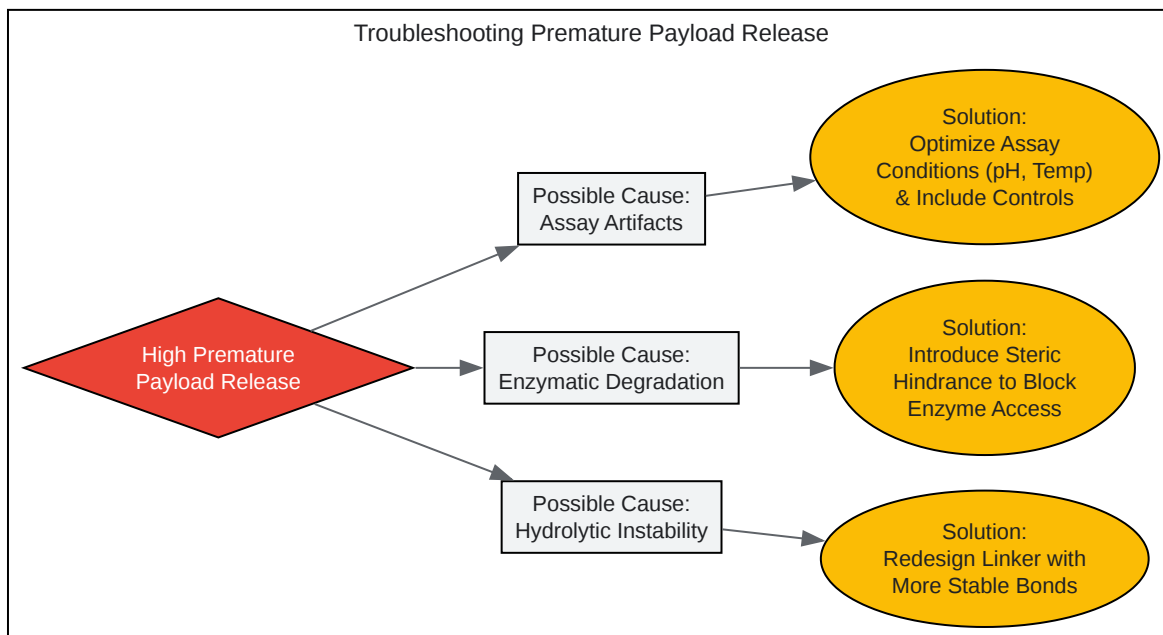 Troubleshooting Premature Payload Release
High Premature
Payload Release
Possible Cause:
Assay Artifacts
Solution:
Optimize Assay
Conditions (pH, Temp)
& Include Controls
Possible Cause:
Enzymatic Degradation
Solution:
Introduce Steric
Hindrance to Block
Enzyme Access
Possible Cause:
Hydrolytic Instability
Solution:
Redesign Linker with
More Stable Bonds